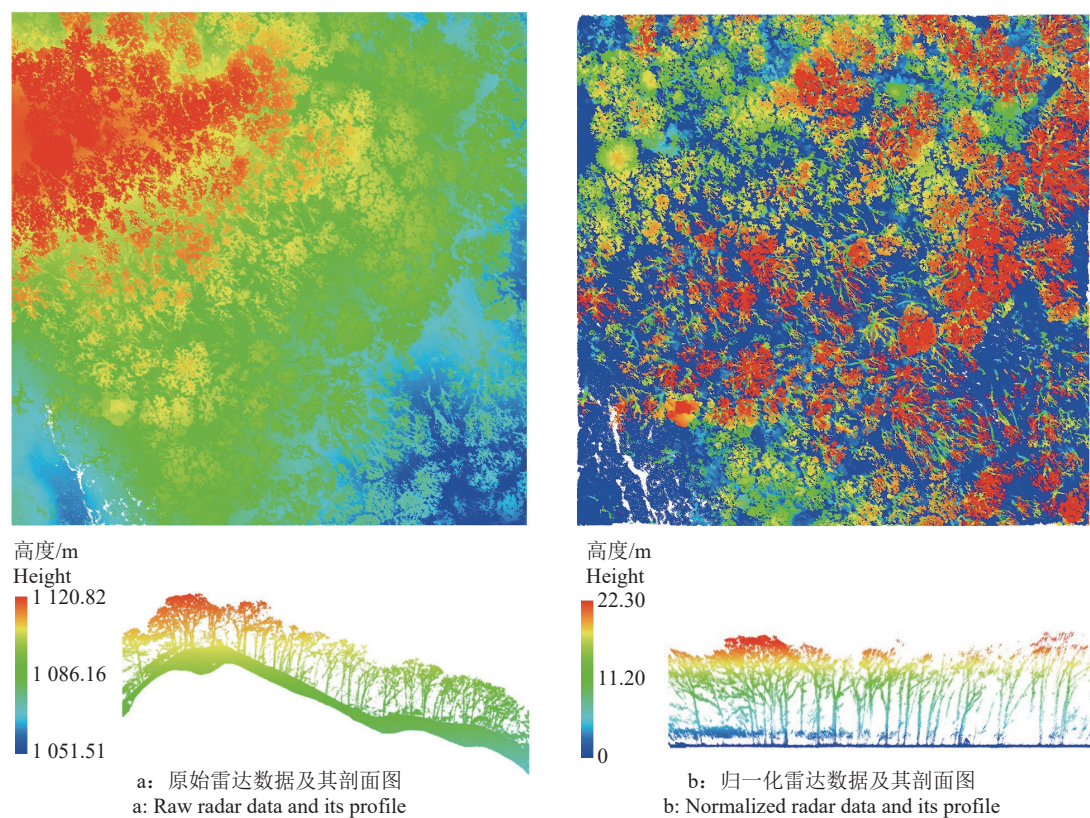 高度/m
Height
1 120.82
1 086.16
1 051.51
a：原始雷达数据及其剖面图
a: Raw radar data and its profile
高度/m
Height
22.30
11.20
0
b：归一化雷达数据及其剖面图
b: Normalized radar data and its profile